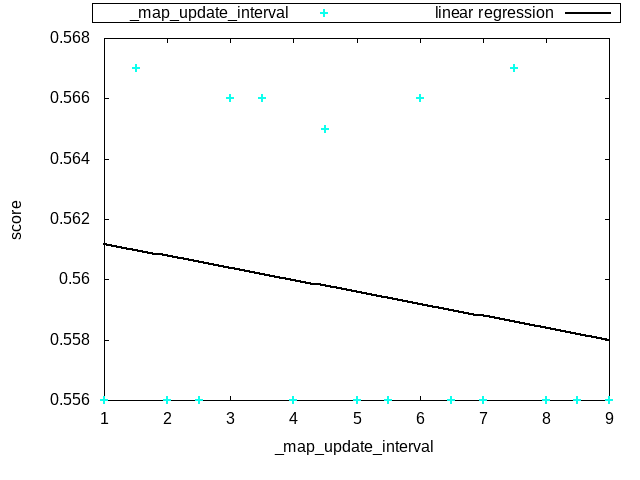 _map_update_interval linear regression
0.568
0.566
0.564
0.562
0.56
0.558
0.556
score
1 2 3 4 5 6 7 8 9
_map_update_interval